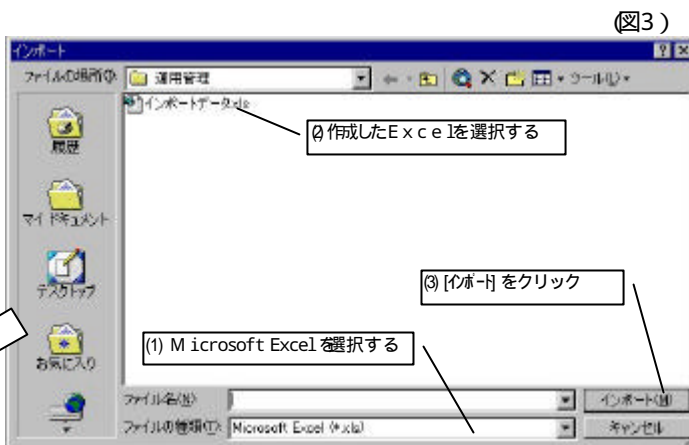 (図3)
インポート
ファイルの場所(I):
運用管理
ツール(L)
インポートデータ.xls
履歴
(2) 作成したExcelを選択する
マイ ドキュメント
デスクトップ
(3) [インポート] をクリック
(1) Microsoft Excelを選択する
お気に入り
ファイル名(N):
インポート(M)
ファイルの種類(T):
Microsoft Excel (*.xls)
キャンセル